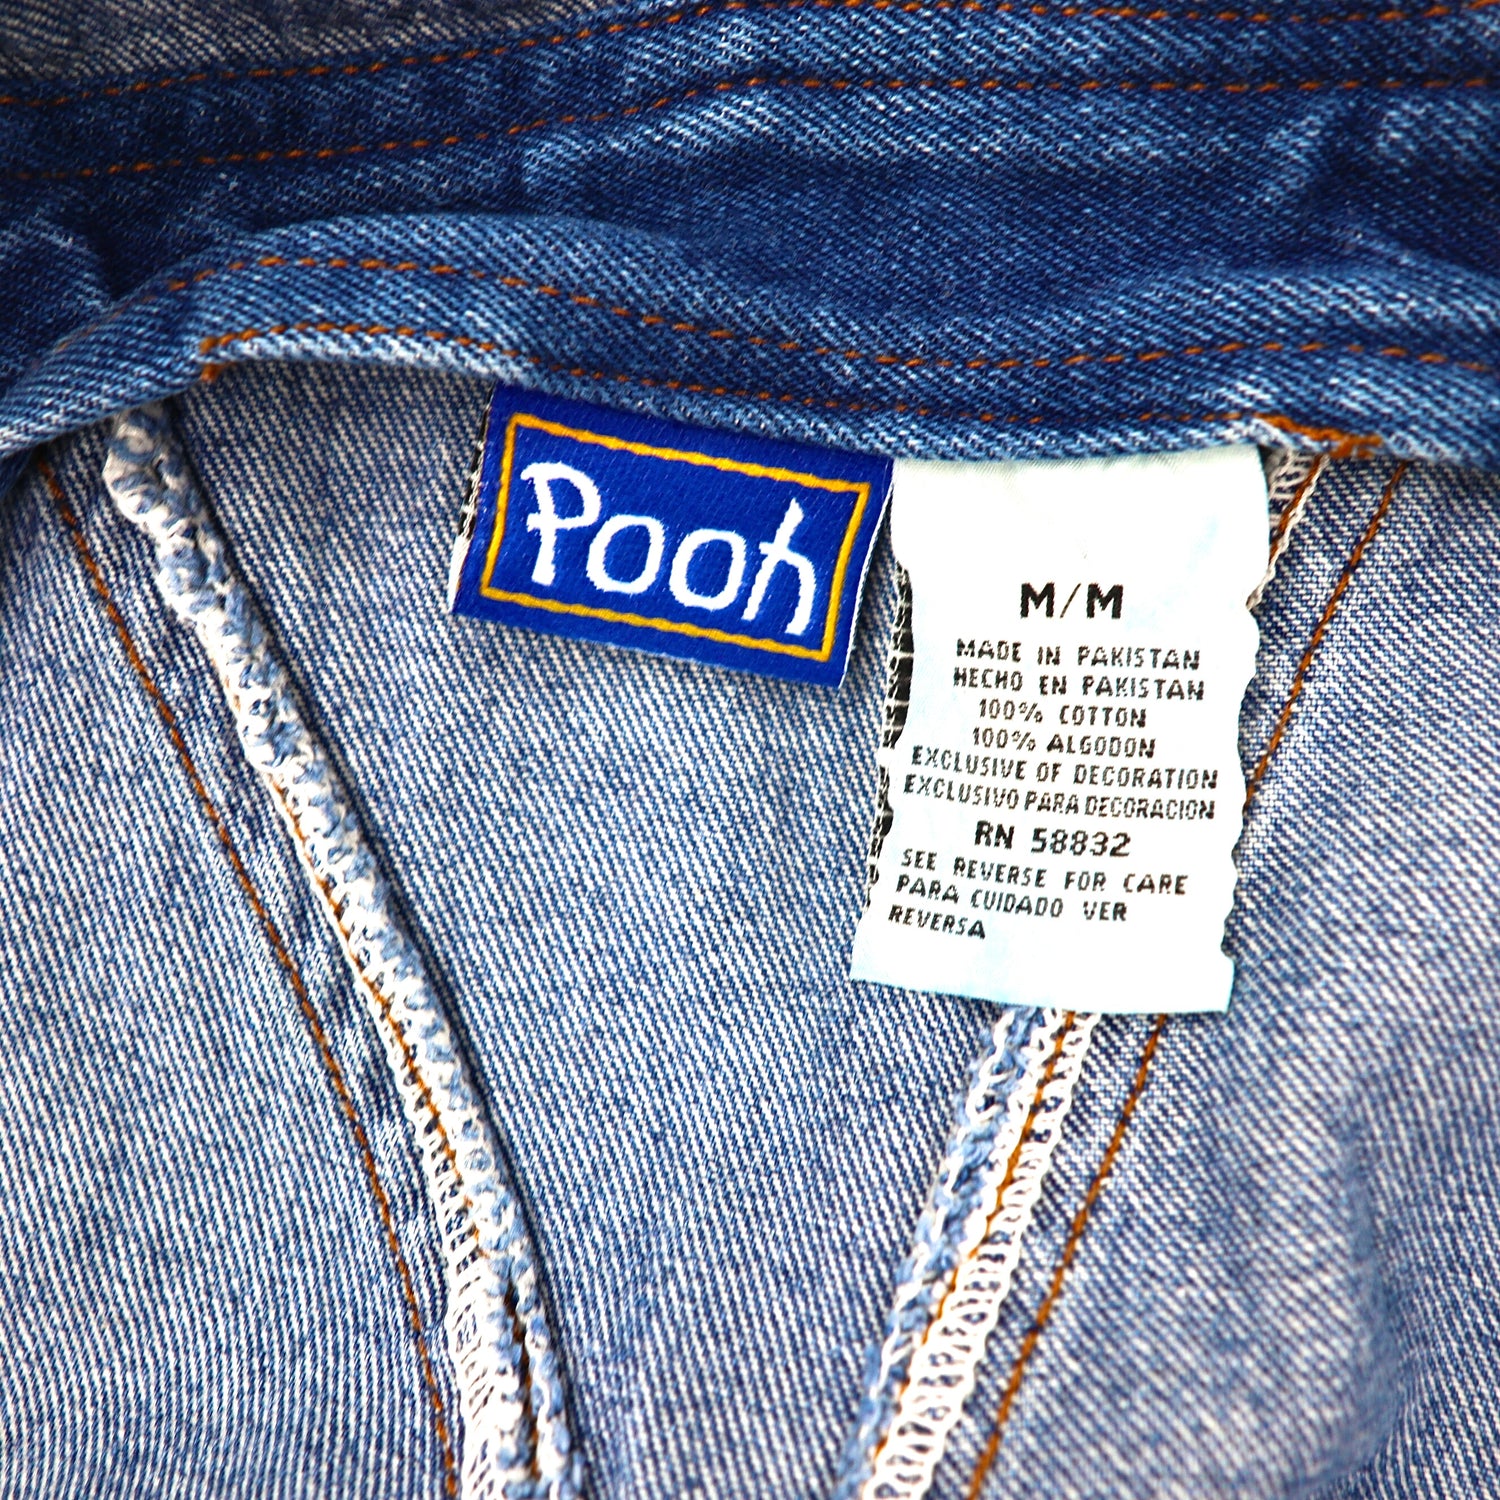 Pooh
M/M
MADE IN PAKISTAN
HECHO EN PAKISTAN
100% COTTON
100% ALGODON
EXCLUSIVE OF DECORATION
EXCLUSIVO PARA DECORACION
RN 58832
SEE REVERSE FOR CARE
PARA CUIDADO VER
REVERSA